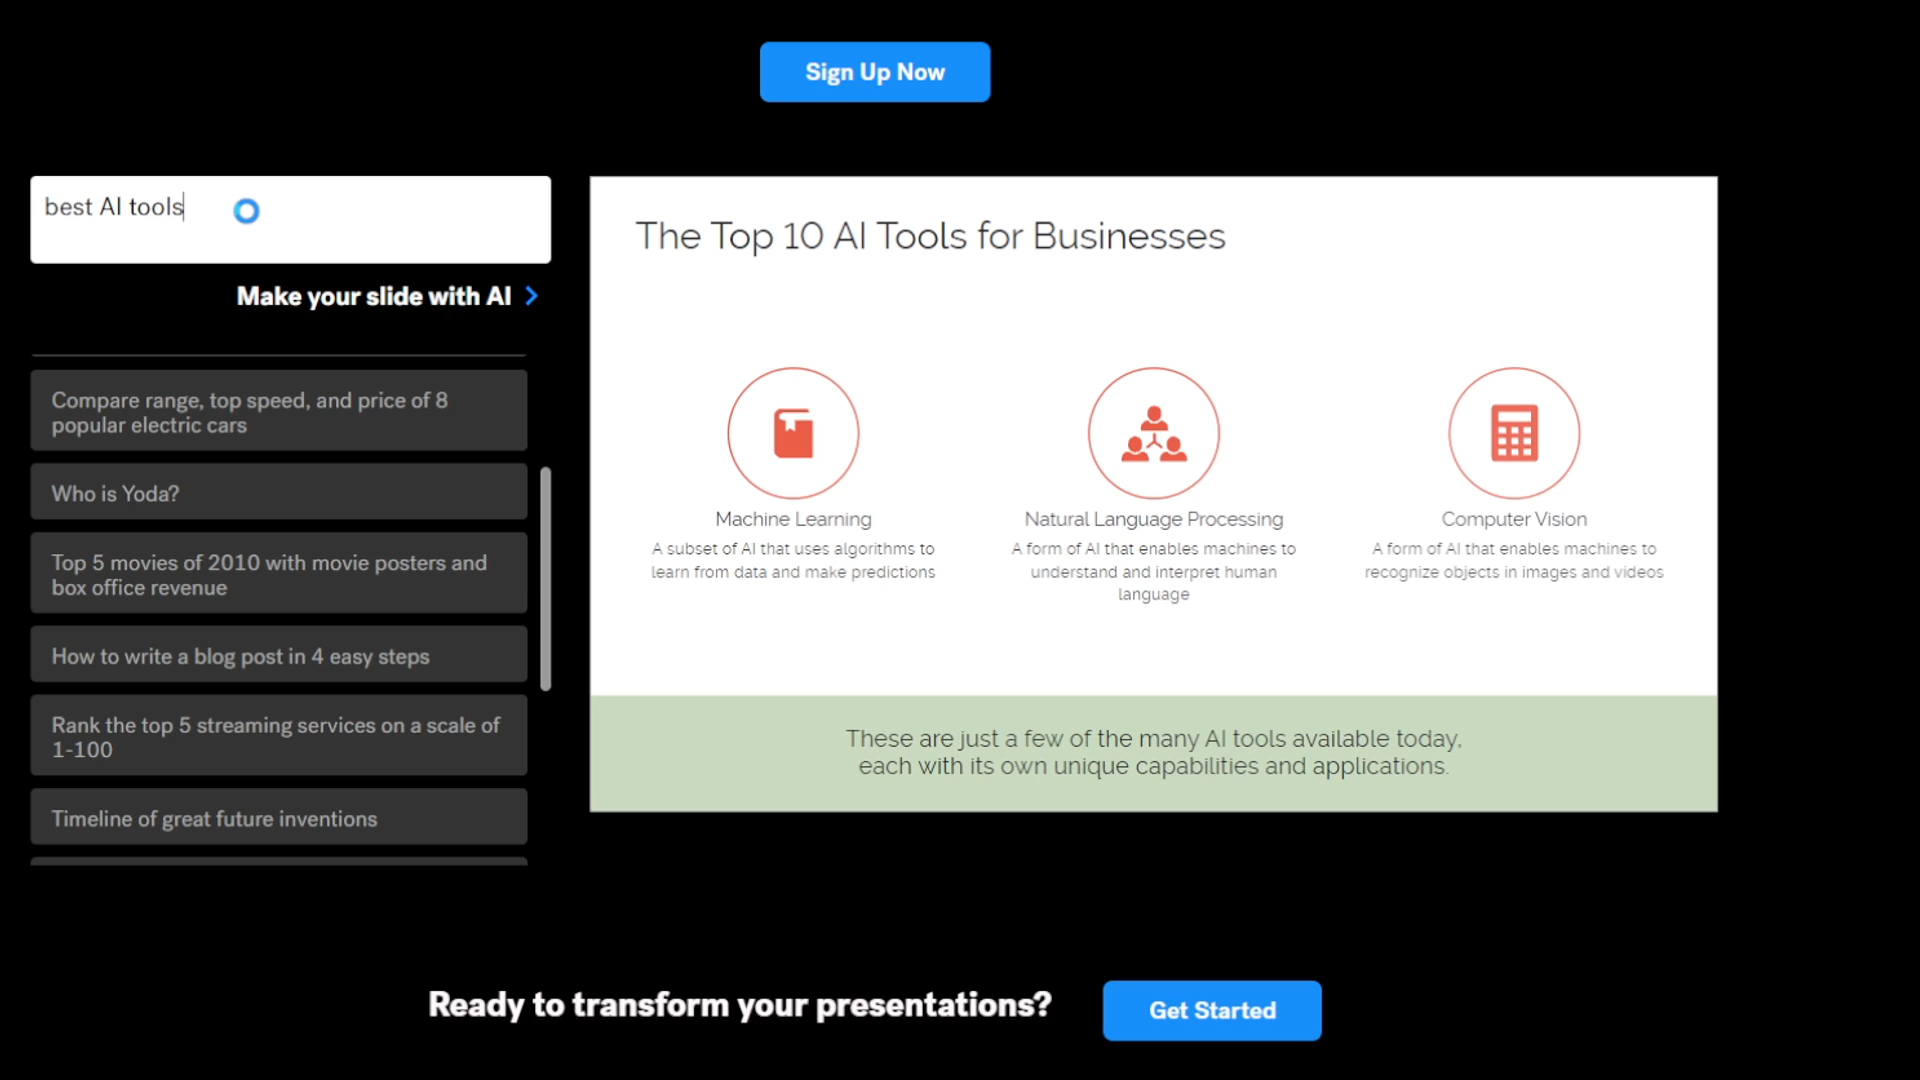 Sign Up Now
best AI tools
Make your slide with AI
Compare range, top speed, and price of 8
popular electric cars
Who is Yoda?
Top 5 movies of 2010 with movie posters and
box office revenue
How to write a blog post in 4 easy steps
Rank the top 5 streaming services on a scale of
1-100
Timeline of great future inventions
The Top 10 AI Tools for Businesses
Machine Learning
A subset of AI that uses algorithms to
learn from data and make predictions
Natural Language Processing
A form of AI that enables machines to
understand and interpret human
language
Computer Vision
A form of AI that enables machines to
recognize objects in images and videos
These are just a few of the many AI tools available today,
each with its own unique capabilities and applications.
Ready to transform your presentations?
Get Started